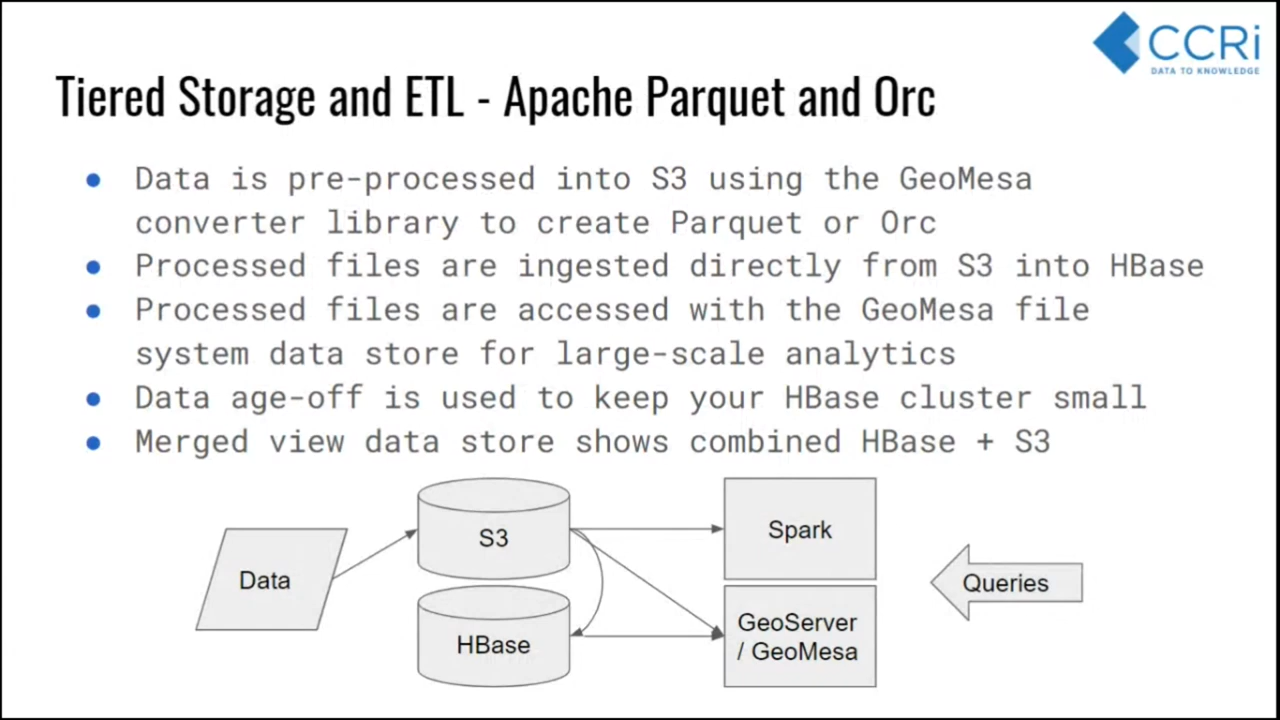 CCRi
DATA TO KNOWLEDGE
Tiered Storage and ETL - Apache Parquet and Orc
● Data is pre-processed into S3 using the GeoMesa
converter library to create Parquet or Orc
● Processed files are ingested directly from S3 into HBase
● Processed files are accessed with the GeoMesa file
system data store for large-scale analytics
● Data age-off is used to keep your HBase cluster small
● Merged view data store shows combined HBase + S3
Data
S3
HBase
Spark
GeoServer
/ GeoMesa
Queries